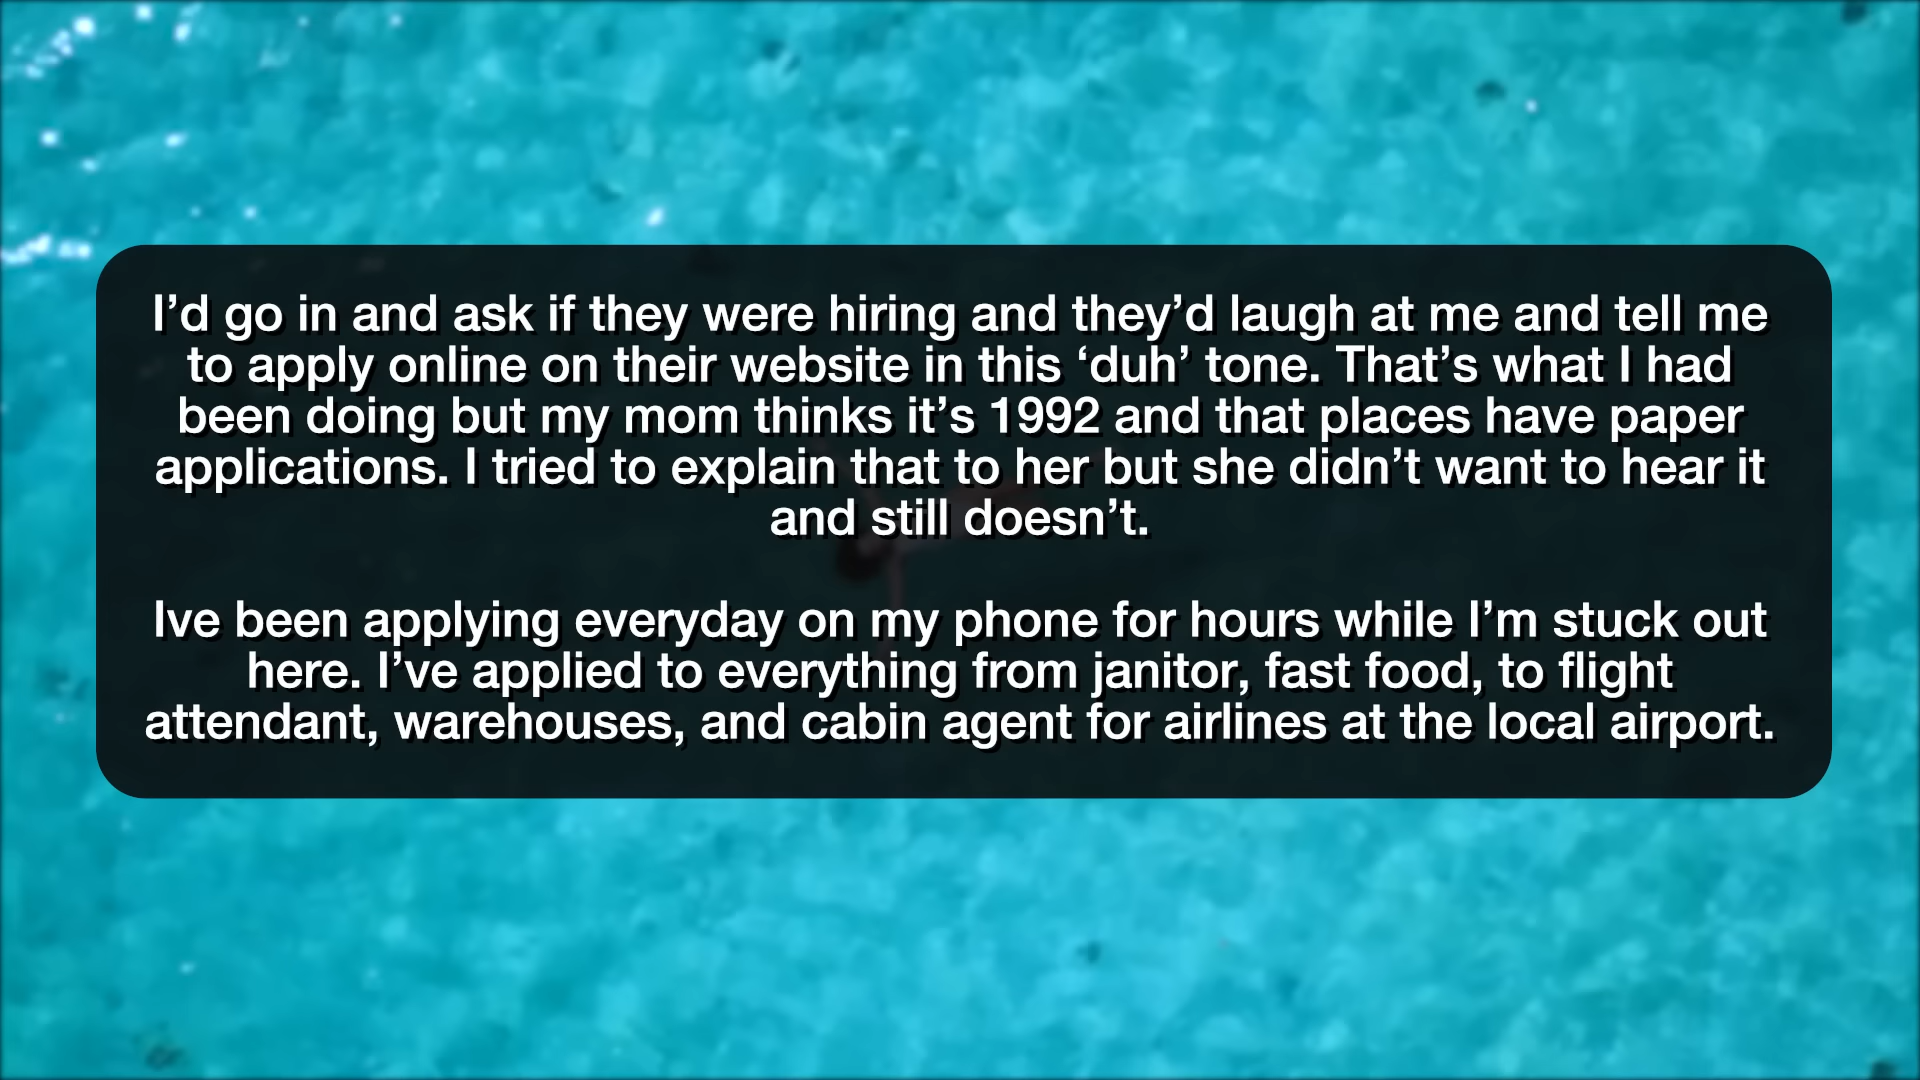 I’d go in and ask if they were hiring and they’d laugh at me and tell me
to apply online on their website in this ‘duh’ tone. That’s what I had
been doing but my mom thinks it’s 1992 and that places have paper
applications. I tried to explain that to her but she didn’t want to hear it
and still doesn’t.
Ive been applying everyday on my phone for hours while I’m stuck out
here. I’ve applied to everything from janitor, fast food, to flight
attendant, warehouses, and cabin agent for airlines at the local airport.